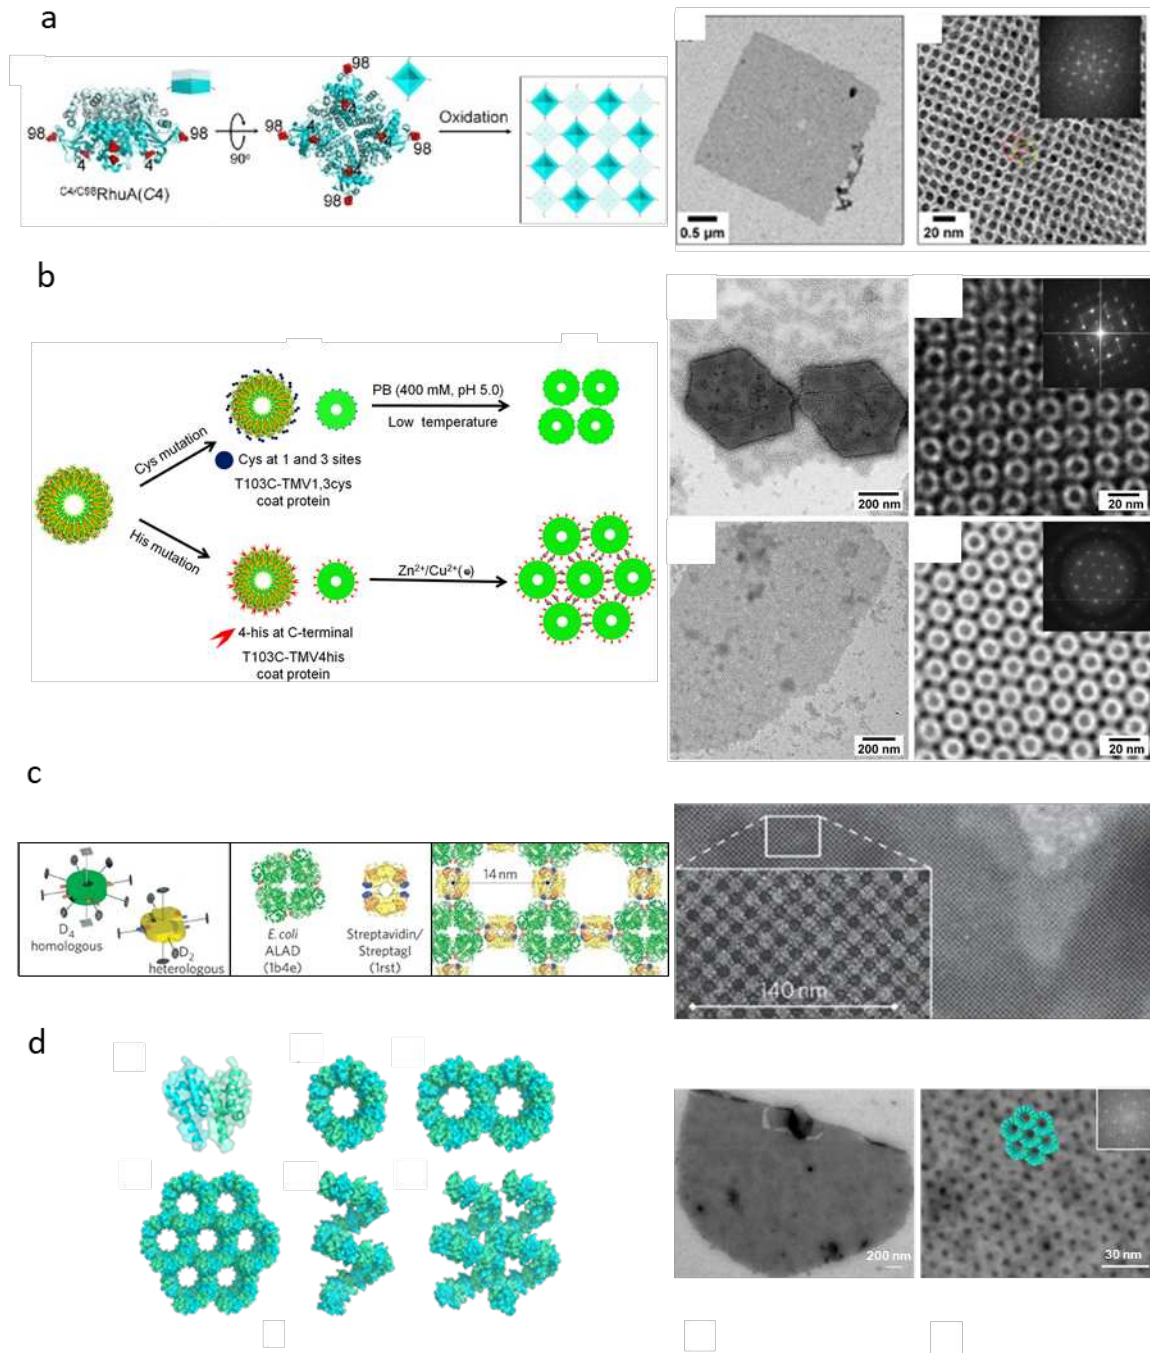 a
98
98
4
4
90°
C4/C98RhuA(C4)
98
4
98
98
4
4
98
Oxidation
0.5 μm
20 nm
b
Cys mutation
His mutation
Cys at 1 and 3 sites
T103C-TMV1,3cys
coat protein
PB (400 mM, pH 5.0)
Low temperature
4-his at C-terminal
T103C-TMV4his
coat protein
Zn2+/Cu2+( )
200 nm
20 nm
200 nm
20 nm
c
D4
homologous
D2
heterologous
E.coli
ALAD
(1b4e)
Streptavidin/
StreptagI
(1rst)
14 nm
140 nm
d
200 nm
30 nm